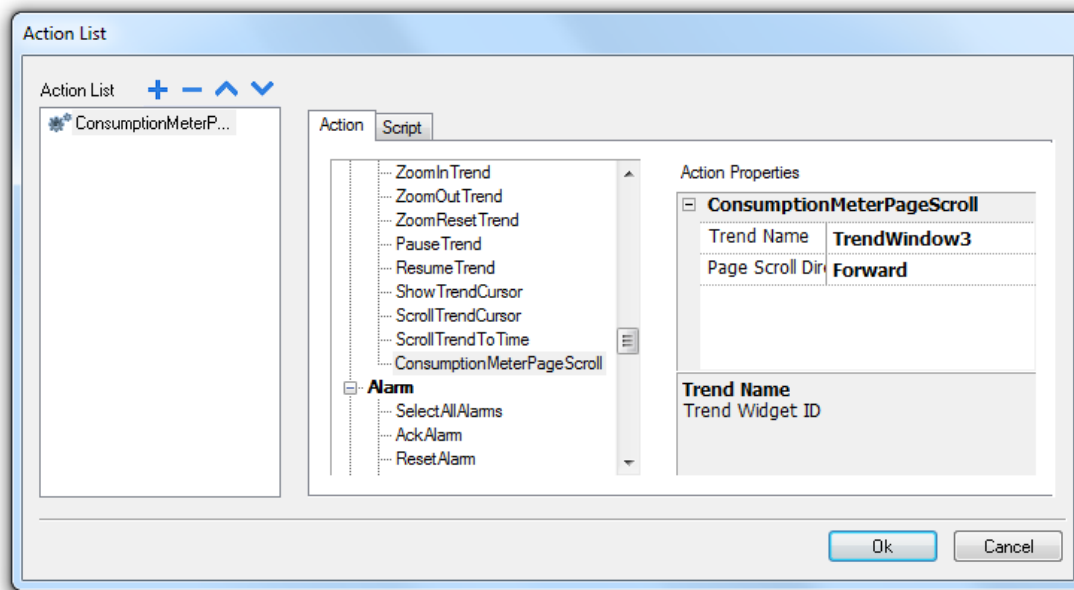 Action List
Action List
ConsumptionMeterP...
Action Script
ZoomInTrend
ZoomOutTrend
ZoomResetTrend
PauseTrend
ResumeTrend
ShowTrendCursor
ScrollTrendCursor
ScrollTrendToTime
ConsumptionMeterPageScroll
Alarm
SelectAllAlarms
AckAlarm
ResetAlarm
Action Properties
ConsumptionMeterPageScroll
Trend Name TrendWindow3
Page Scroll Dir Forward
Trend Name
Trend Widget ID
Ok Cancel